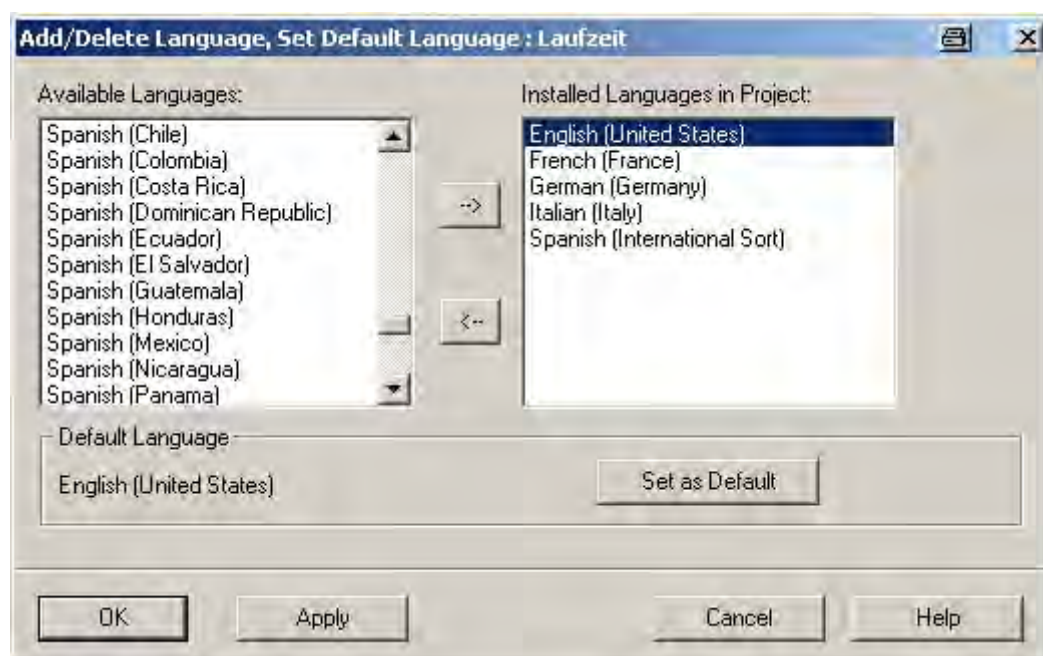 Add/Delete Language, Set Default Language : Laufzeit
Available Languages:
Spanish (Chile)
Spanish (Colombia)
Spanish (Costa Rica)
Spanish (Dominican Republic)
Spanish (Ecuador)
Spanish (El Salvador)
Spanish (Guatemala)
Spanish (Honduras)
Spanish (Mexico)
Spanish (Nicaragua)
Spanish (Panama)
-->
<--
Installed Languages in Project:
English (United States)
French (France)
German (Germany)
Italian (Italy)
Spanish (International Sort)
Default Language
English (United States)
Set as Default
OK
Apply
Cancel
Help